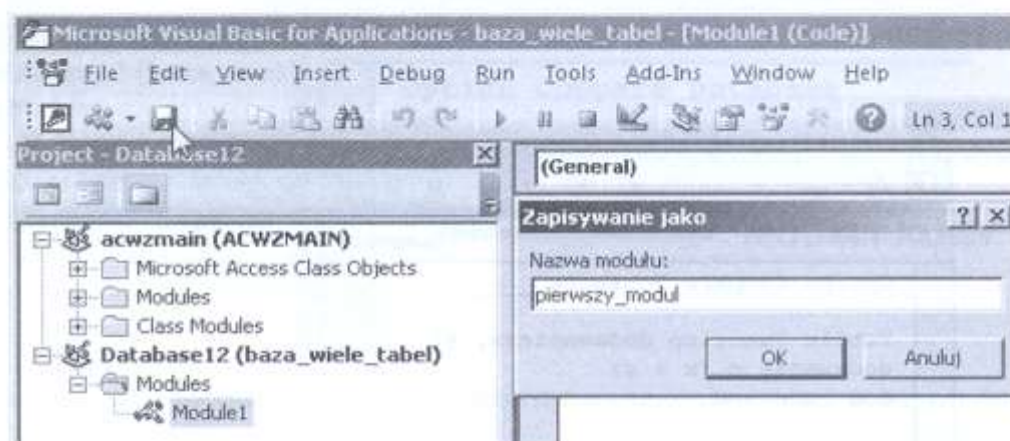 Microsoft Visual Basic for Applications - baza_wiele_tabel - [Module1 (Code)]
File Edit View Insert Debug Run Tools Add-Ins Window Help
Ln 3, Col 1
Project - Database12
(General)
Zapisywanie jako
Nazwa modułu:
pierwszy_modul
OK Anuluj
acwzmain (ACWZMAIN)
Microsoft Access Class Objects
Modules
Class Modules
Database12 (baza_wiele_tabel)
Modules
Module1